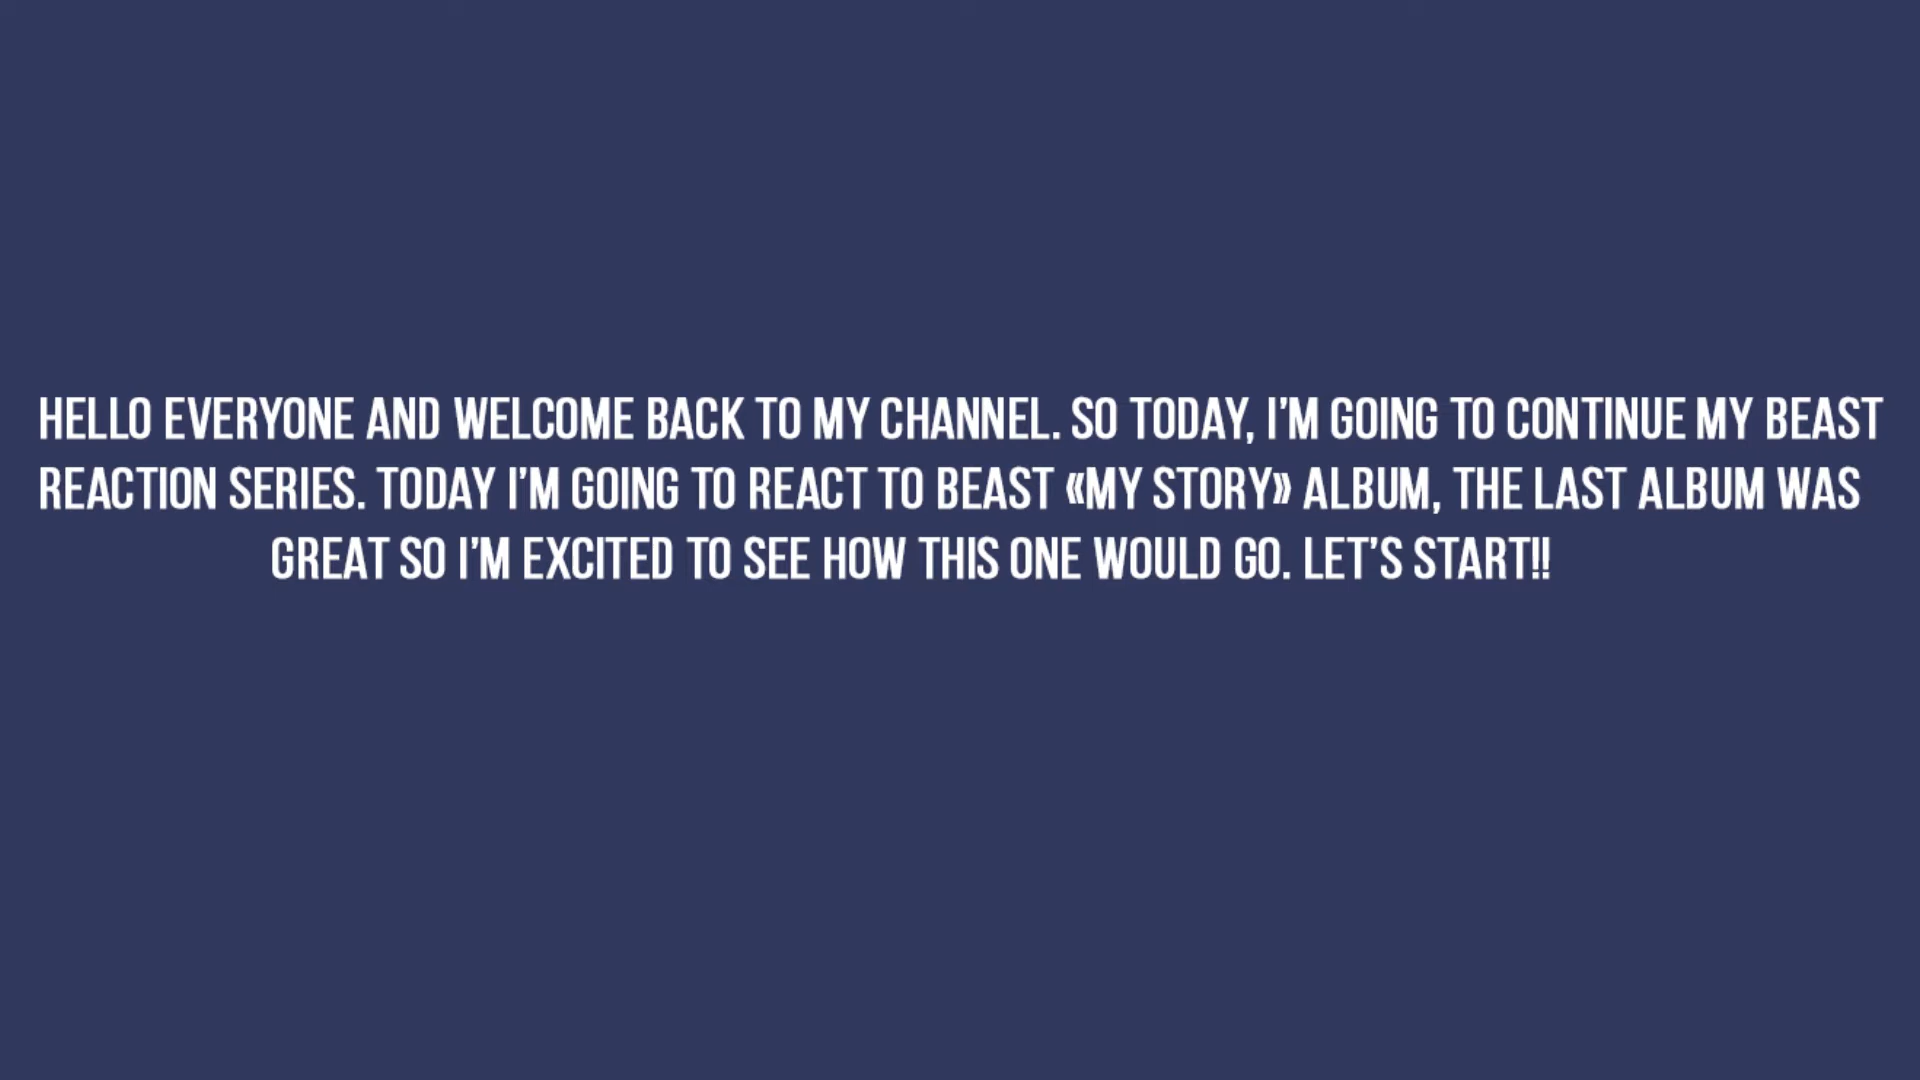 HELLO EVERYONE AND WELCOME BACK TO MY CHANNEL. SO TODAY, I'M GOING TO CONTINUE MY BEAST
REACTION SERIES. TODAY I'M GOING TO REACT TO BEAST «MY STORY» ALBUM, THE LAST ALBUM WAS
GREAT SO I'M EXCITED TO SEE HOW THIS ONE WOULD GO. LET'S START!!